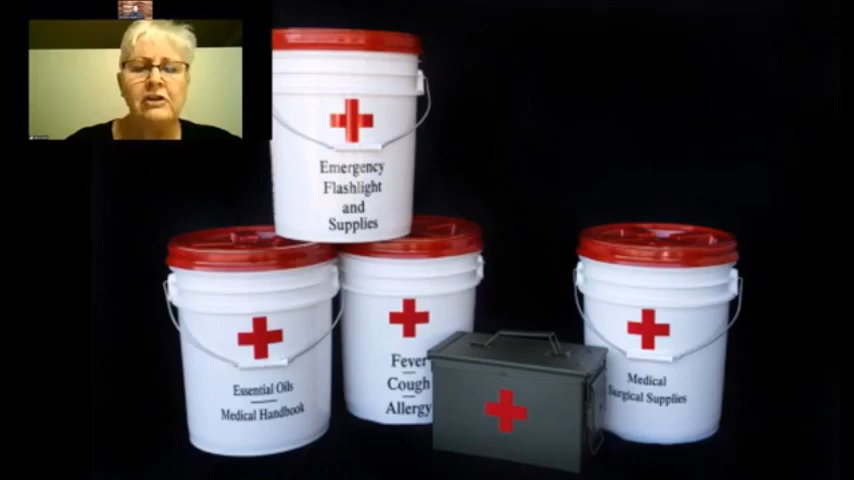 Emergency
Flashlight
and
Supplies
Essential Oils
Medical Handbook
Fever
Cough
Allergy
Medical
Surgical Supplies